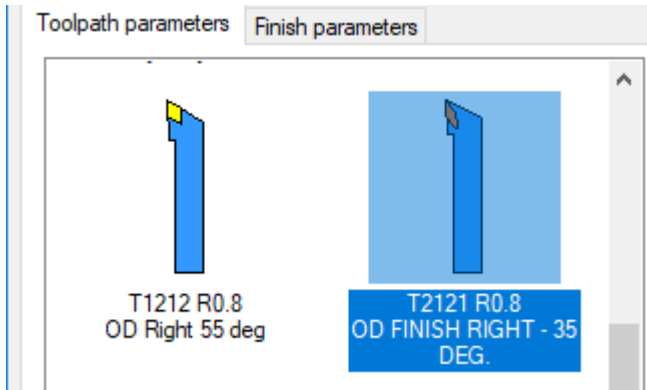 Toolpath parameters
Finish parameters
T1212 R0.8
OD Right 55 deg
T2121 R0.8
OD FINISH RIGHT - 35
DEG.